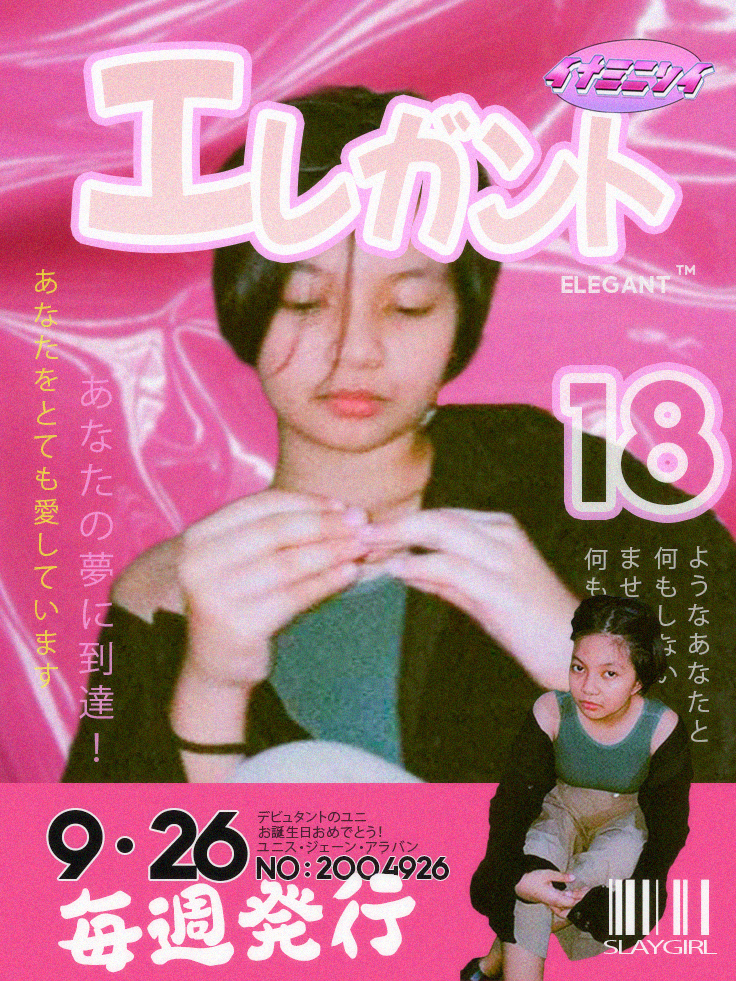 イナミニツイ
エレガント
ELEGANT™
あなたをとても愛しています
あなたの夢に到達！
18
ようなあなたと
何もしない
ませ
何も
9・26
デビュタントのユニ
お誕生日おめでとう！
ユニス・ジェーン・アラバン
NO:2004926
毎週発行
SLAYGIRL